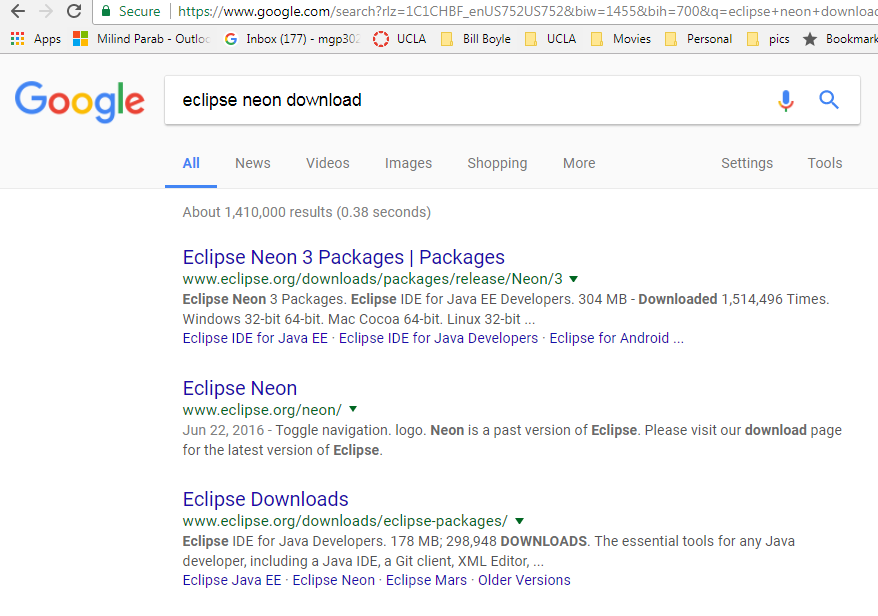 Secure https://www.google.com/search?rlz=1C1CHBF_enUS752US752&biw=1455&bih=700&q=eclipse+neon+downloa
Apps Milind Parab - Outlo Inbox (177) - mgp302 UCLA Bill Boyle UCLA Movies Personal pics Bookmark
Google eclipse neon download
All News Videos Images Shopping More Settings Tools
About 1,410,000 results (0.38 seconds)
Eclipse Neon 3 Packages | Packages
www.eclipse.org/downloads/packages/release/Neon/3
Eclipse Neon 3 Packages. Eclipse IDE for Java EE Developers. 304 MB - Downloaded 1,514,496 Times.
Windows 32-bit 64-bit. Mac Cocoa 64-bit. Linux 32-bit ...
Eclipse IDE for Java EE · Eclipse IDE for Java Developers · Eclipse for Android ...
Eclipse Neon
www.eclipse.org/neon/
Jun 22, 2016 - Toggle navigation. logo. Neon is a past version of Eclipse. Please visit our download page
for the latest version of Eclipse.
Eclipse Downloads
www.eclipse.org/downloads/eclipse-packages/
Eclipse IDE for Java Developers. 178 MB; 298,948 DOWNLOADS. The essential tools for any Java
developer, including a Java IDE, a Git client, XML Editor, ...
Eclipse Java EE · Eclipse Neon · Eclipse Mars · Older Versions